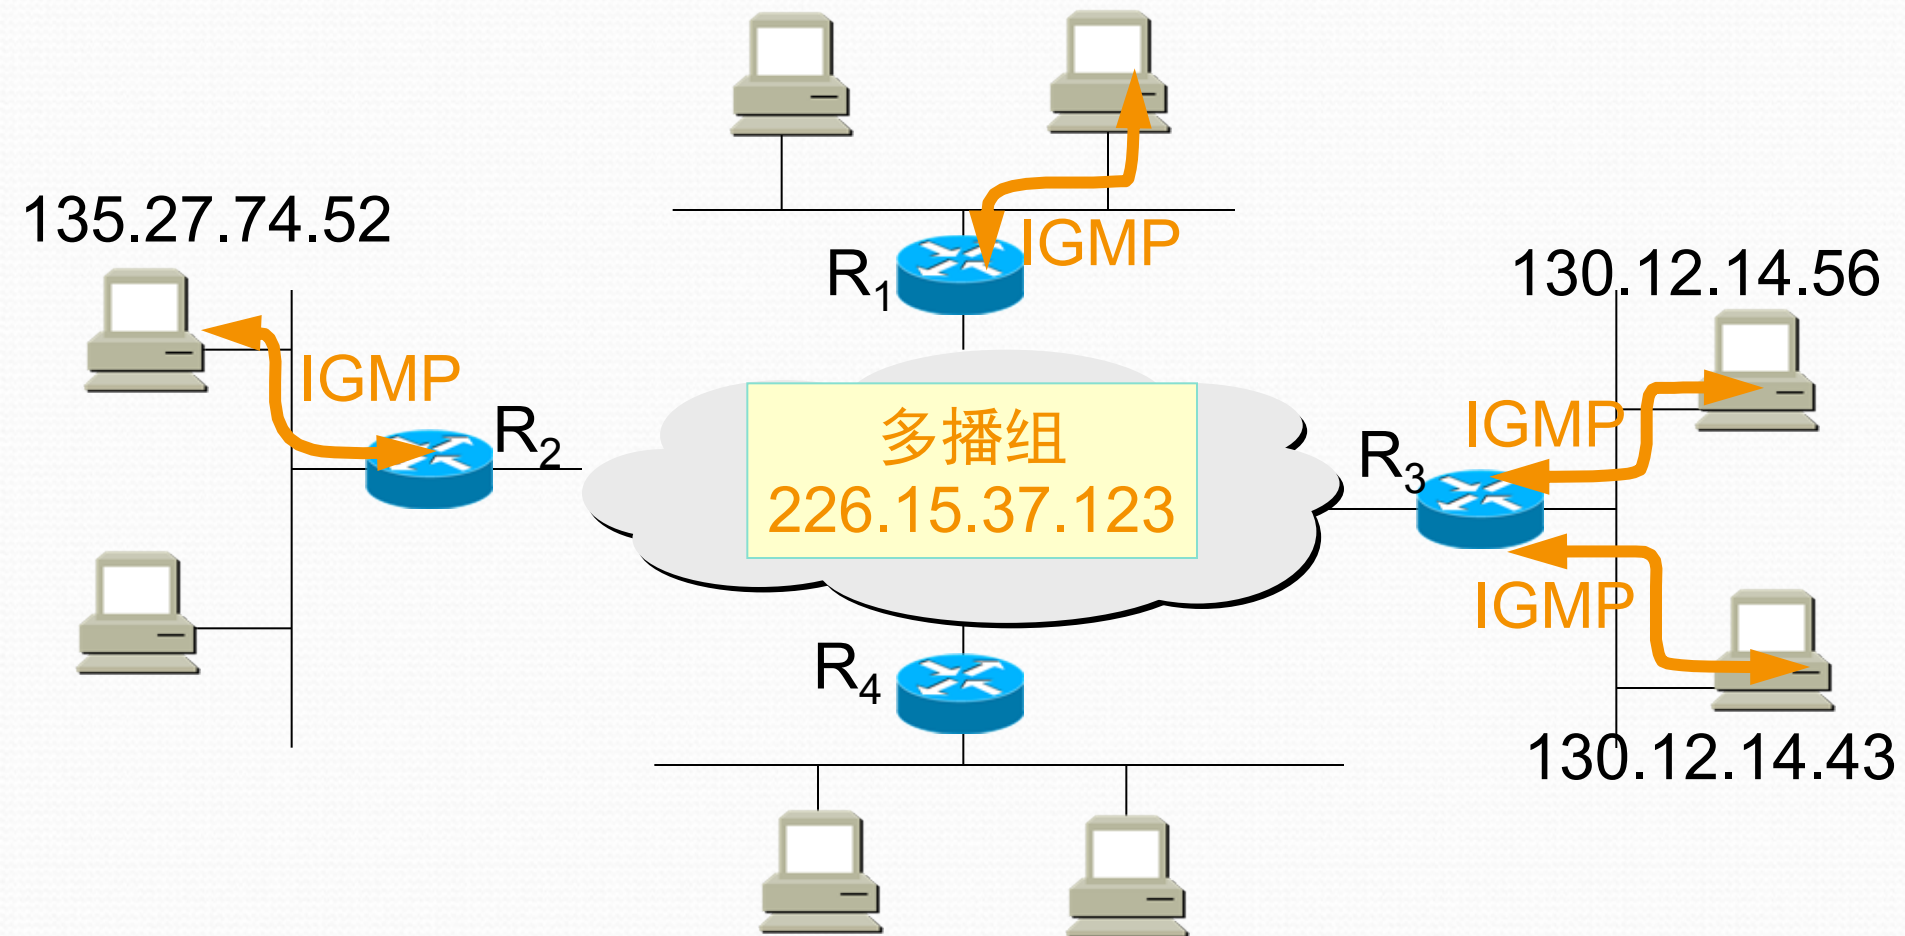 135.27.74.52
IGMP
R1
130.12.14.56
IGMP
R2
多播组
226.15.37.123
IGMP
R3
IGMP
R4
130.12.14.43